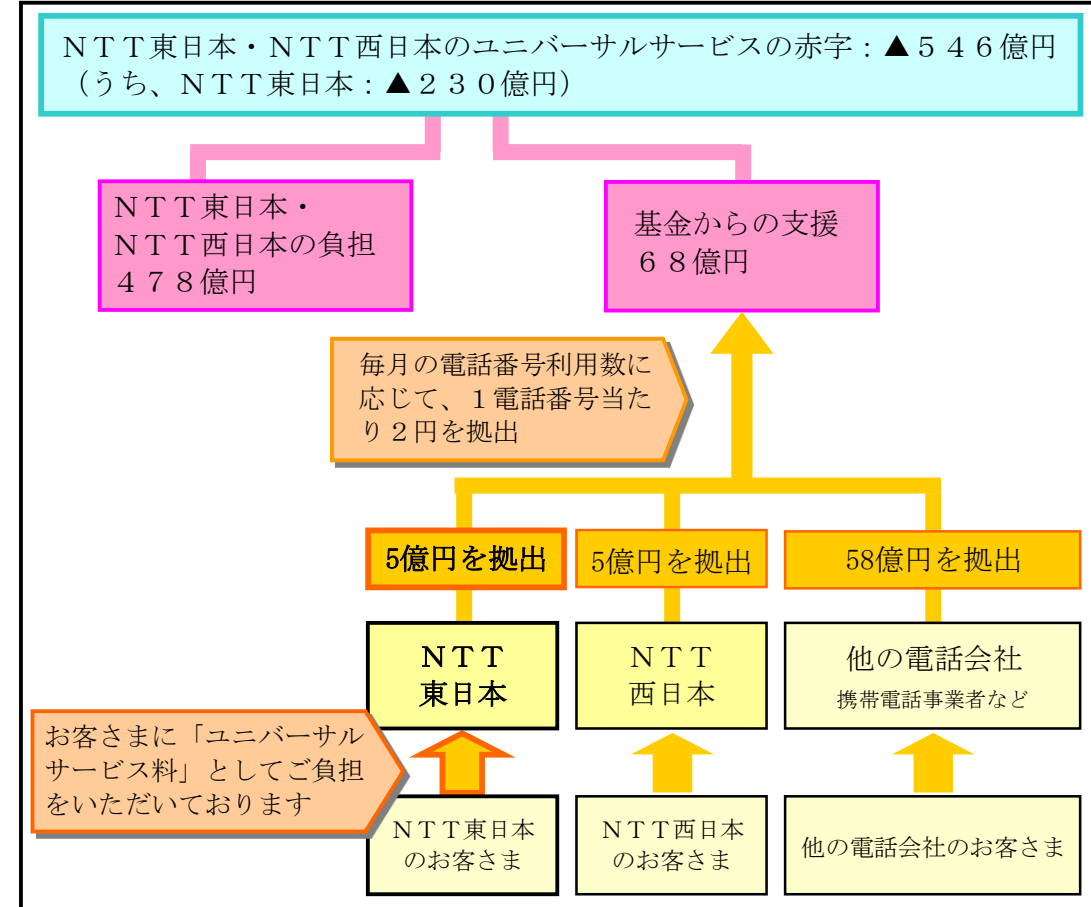 NTT東日本・NTT西日本のユニバーサルサービスの赤字:▲546億円
(うち、NTT東日本:▲230億円)
NTT東日本・
NTT西日本の負担
478億円
基金からの支援
68億円
毎月の電話番号利用数に
応じて、1電話番号当た
り2円を拠出
5億円を拠出
5億円を拠出
58億円を拠出
NTT
東日本
NTT
西日本
他の電話会社
携帯電話事業者など
お客さまに「ユニバーサル
サービス料」としてご負担
をいただいております
NTT東日本
のお客さま
NTT西日本
のお客さま
他の電話会社のお客さま